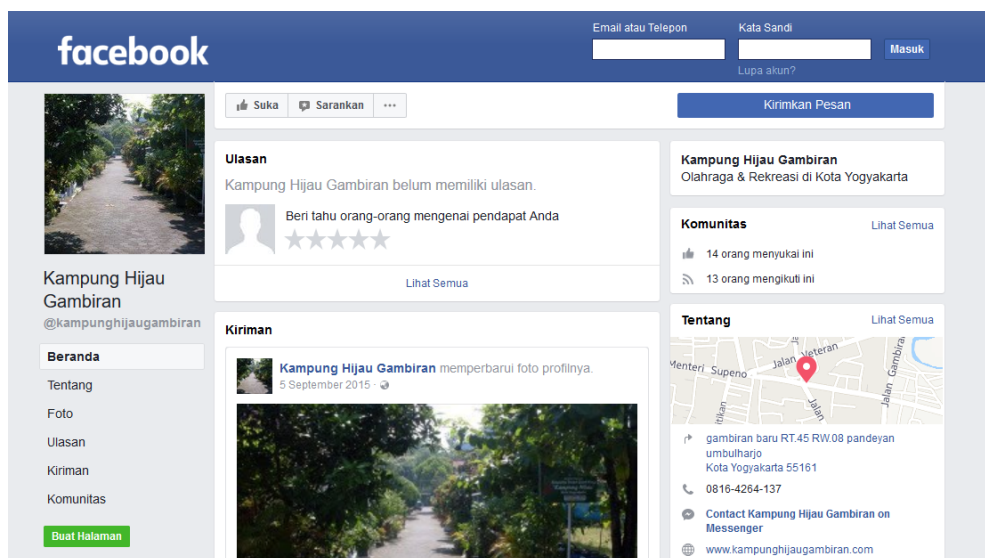 facebook
Email atau Telepon
Kata Sandi
Masuk
Lupa akun?
Suka
Sarankan
...
Kirimkan Pesan
Kampung Hijau
Gambiran
@kampunghijaugambiran
Beranda
Tentang
Foto
Ulasan
Kiriman
Komunitas
Buat Halaman
Ulasan
Kampung Hijau Gambiran belum memiliki ulasan.
Beri tahu orang-orang mengenai pendapat Anda
Lihat Semua
Kiriman
Kampung Hijau Gambiran memperbarui foto profilnya.
5 September 2015 ·
Kampung Hijau Gambiran
Olahraga & Rekreasi di Kota Yogyakarta
Komunitas
Lihat Semua
14 orang menyukai ini
13 orang mengikuti ini
Tentang
Lihat Semua
Menteri Supeno
Jalan Veteran
Jalan Gambiran
Jalan
gambiran baru RT.45 RW.08 pandeyan
umbulharjo
Kota Yogyakarta 55161
0816-4264-137
Contact Kampung Hijau Gambiran on
Messenger
www.kampunghijaugambiran.com